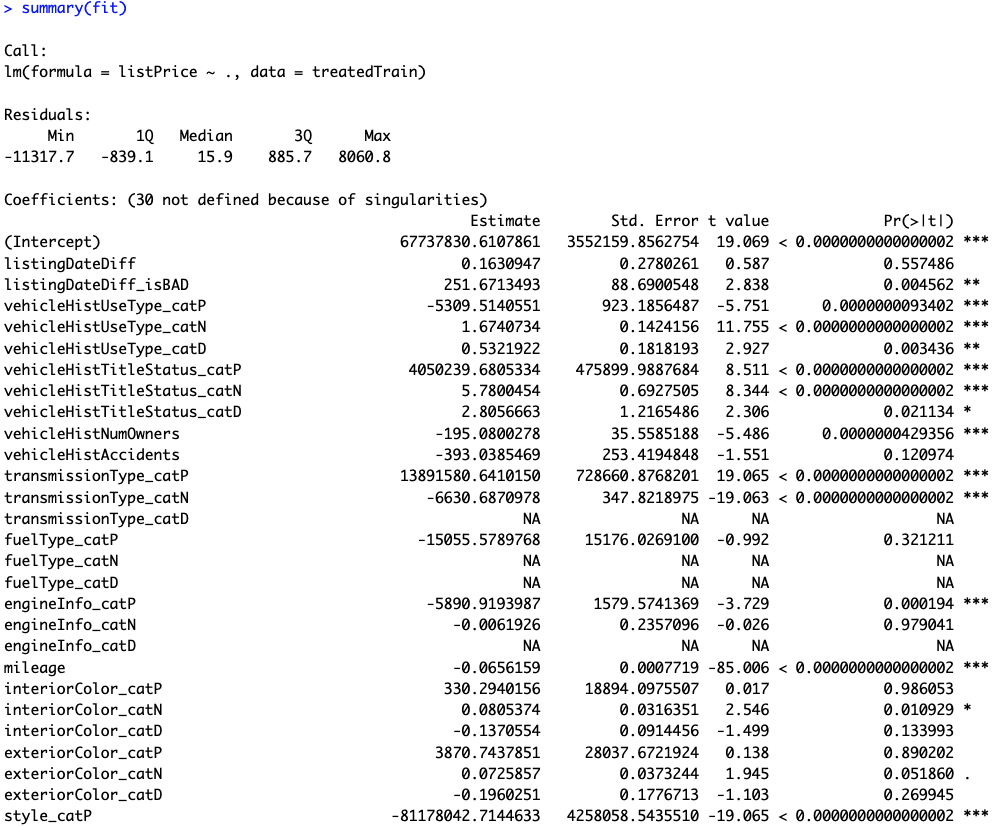 > summary(fit)
Call:
lm(formula = listPrice ~ ., data = treatedTrain)
Residuals:
Min 1Q Median 3Q Max
-11317.7 -839.1 15.9 885.7 8060.8
Coefficients: (30 not defined because of singularities)
Estimate Std. Error t value Pr(>|t|)
(Intercept) 67737830.6107861 3552159.8562754 19.069 < 0.0000000000000002 ***
listingDateDiff 0.1630947 0.2780261 0.587 0.557486
listingDateDiff_isBAD 251.6713493 88.6900548 2.838 0.004562 **
vehicleHistUseType_catP -5309.5140551 923.1856487 -5.751 0.0000000093402 ***
vehicleHistUseType_catN 1.6740734 0.1424156 11.755 < 0.0000000000000002 ***
vehicleHistUseType_catD 0.5321922 0.1818193 2.927 0.003436 **
vehicleHistTitleStatus_catP 4050239.6805334 475899.9887684 8.511 < 0.0000000000000002 ***
vehicleHistTitleStatus_catN 5.7800454 0.6927505 8.344 < 0.0000000000000002 ***
vehicleHistTitleStatus_catD 2.8056663 1.2165486 2.306 0.021134 *
vehicleHistNumOwners -195.0800278 35.5585188 -5.486 0.0000000429356 ***
vehicleHistAccidents -393.0385469 253.4194848 -1.551 0.120974
transmissionType_catP 13891580.6410150 728660.8768201 19.065 < 0.0000000000000002 ***
transmissionType_catN -6630.6870978 347.8218975 -19.063 < 0.0000000000000002 ***
transmissionType_catD NA NA NA NA
fuelType_catP -15055.5789768 15176.0269100 -0.992 0.321211
fuelType_catN NA NA NA NA
fuelType_catD NA NA NA NA
engineInfo_catP -5890.9193987 1579.5741369 -3.729 0.000194 ***
engineInfo_catN -0.0061926 0.2357096 -0.026 0.979041
engineInfo_catD NA NA NA NA
mileage -0.0656159 0.0007719 -85.006 < 0.0000000000000002 ***
interiorColor_catP 330.2940156 18894.0975507 0.017 0.986053
interiorColor_catN 0.0805374 0.0316351 2.546 0.010929 *
interiorColor_catD -0.1370554 0.0914456 -1.499 0.133993
exteriorColor_catP 3870.7437851 28037.6721924 0.138 0.890202
exteriorColor_catN 0.0725857 0.0373244 1.945 0.051860 .
exteriorColor_catD -0.1960251 0.1776713 -1.103 0.269945
style_catP -81178042.7144633 4258058.5435510 -19.065 < 0.0000000000000002 ***